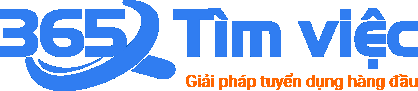 365 Tìm việc
Giải pháp tuyển dụng hàng đầu